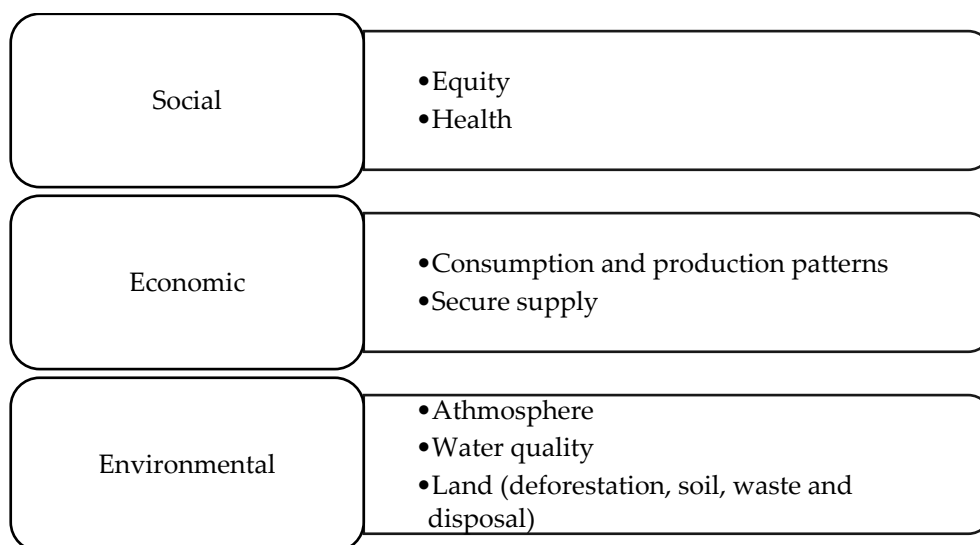 Social
•Equity
•Health
Economic
•Consumption and production patterns
•Secure supply
Environmental
•Athmosphere
•Water quality
•Land (deforestation, soil, waste and
disposal)